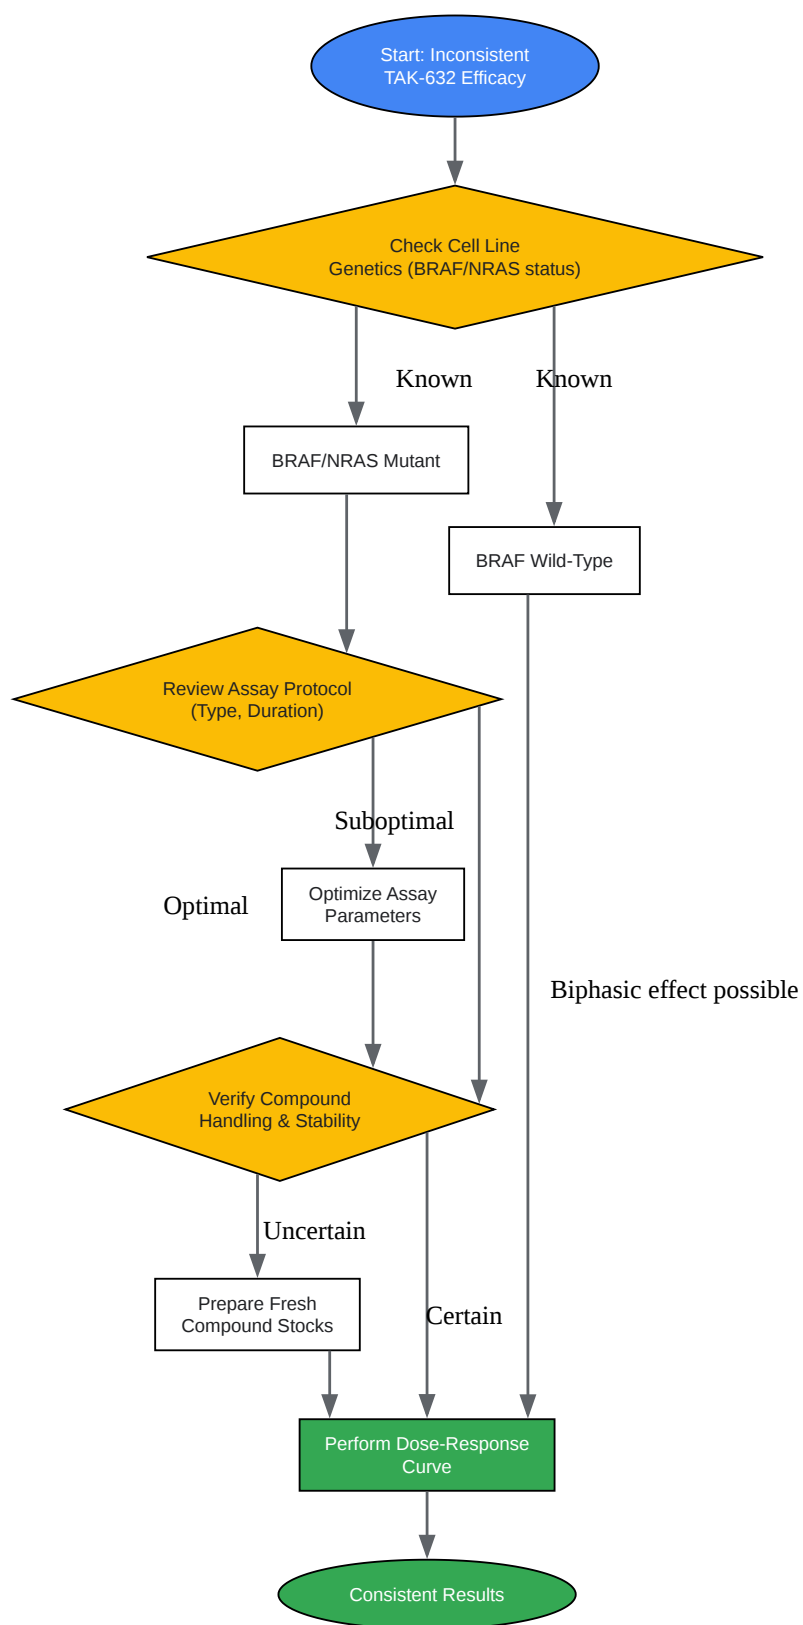 Start: Inconsistent
TAK-632 Efficacy
Check Cell Line
Genetics (BRAF/NRAS status)
Known
Known
BRAF/NRAS Mutant
BRAF Wild-Type
Review Assay Protocol
(Type, Duration)
Suboptimal
Optimize Assay
Parameters
Optimal
Biphasic effect possible
Verify Compound
Handling & Stability
Uncertain
Prepare Fresh
Compound Stocks
Certain
Perform Dose-Response
Curve
Consistent Results